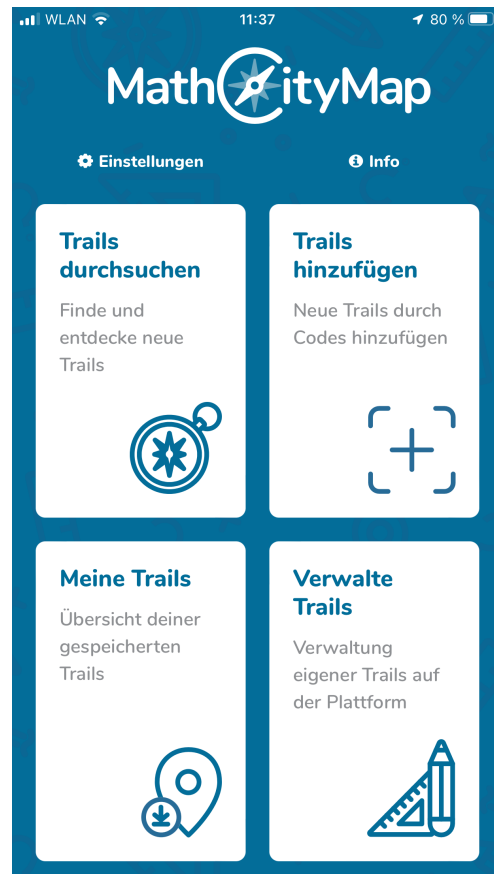 WLAN 11:37 80 %
MathCityMap
Einstellungen Info
Trails
durchsuchen
Finde und
entdecke neue
Trails
Trails
hinzufügen
Neue Trails durch
Codes hinzufügen
Meine Trails
Übersicht deiner
gespeicherten
Trails
Verwalte
Trails
Verwaltung
eigener Trails auf
der Plattform